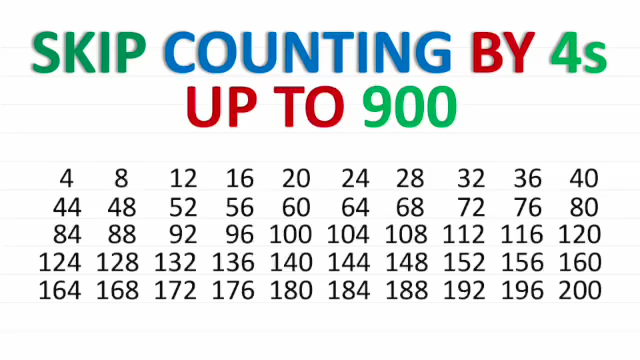 SKIP COUNTING BY 4s
UP TO 900
4 8 12 16 20 24 28 32 36 40
44 48 52 56 60 64 68 72 76 80
84 88 92 96 100 104 108 112 116 120
124 128 132 136 140 144 148 152 156 160
164 168 172 176 180 184 188 192 196 200